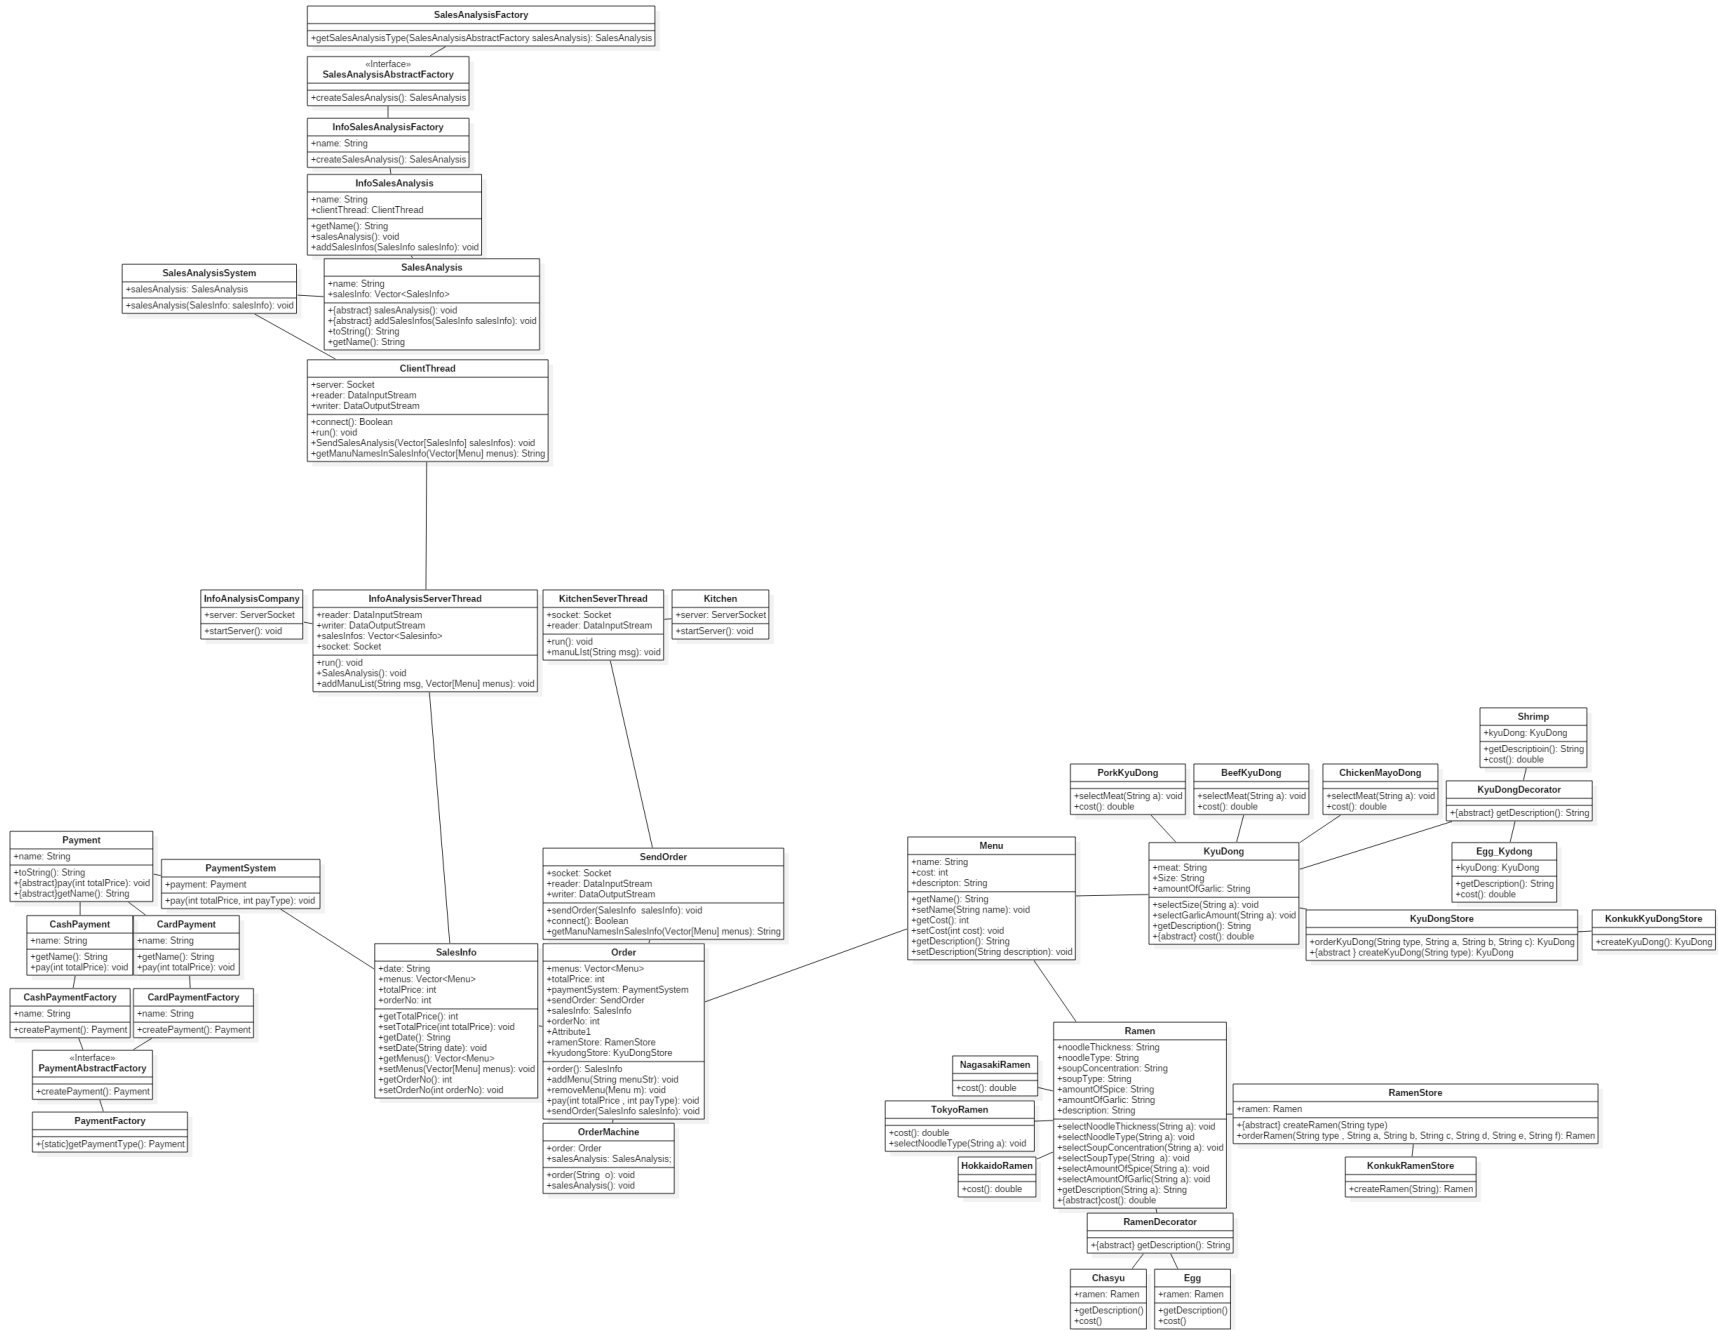 SalesAnalysisFactory
+getSalesAnalysisType(SalesAnalysisAbstractFactory salesAnalysis): SalesAnalysis
«Interface»
SalesAnalysisAbstractFactory
+createSalesAnalysis(): SalesAnalysis
InfoSalesAnalysisFactory
+name: String
+createSalesAnalysis(): SalesAnalysis
InfoSalesAnalysis
+name: String
+clientThread: ClientThread
+getName(): String
+salesAnalysis(): void
+addSalesInfos(SalesInfo salesInfo): void
SalesAnalysisSystem
+salesAnalysis: SalesAnalysis
+salesAnalysis(SalesInfo: salesInfo): void
SalesAnalysis
+name: String
+salesInfo: Vector<SalesInfo>
+{abstract} salesAnalysis(): void
+{abstract} addSalesInfos(SalesInfo salesInfo): void
+toString(): String
+getName(): String
ClientThread
+server: Socket
+reader: DataInputStream
+writer: DataOutputStream
+connect(): Boolean
+run(): void
+SendSalesAnalysis(Vector[SalesInfo] salesInfos): void
+getManuNamesInSalesInfo(Vector[Menu] menus): String
InfoAnalysisCompany
+server: ServerSocket
+startServer(): void
InfoAnalysisServerThread
+reader: DataInputStream
+writer: DataOutputStream
+salesInfos: Vector<Salesinfo>
+socket: Socket
+run(): void
+SalesAnalysis(): void
+addManuList(String msg, Vector[Menu] menus): void
KitchenSeverThread
+socket: Socket
+reader: DataInputStream
+run(): void
+manuLIst(String msg): void
Kitchen
+server: ServerSocket
+startServer(): void
Shrimp
+kyuDong: KyuDong
+getDescriptioin(): String
+cost(): double
PorkKyuDong
+selectMeat(String a): void
+cost(): double
BeefKyuDong
+selectMeat(String a): void
+cost(): double
ChickenMayoDong
+selectMeat(String a): void
+cost(): double
KyuDongDecorator
+{abstract} getDescription(): String
Payment
+name: String
+toString(): String
+{abstract}pay(int totalPrice): void
+{abstract}getName(): String
PaymentSystem
+payment: Payment
+pay(int totalPrice, int payType): void
SendOrder
+socket: Socket
+reader: DataInputStream
+writer: DataOutputStream
+sendOrder(SalesInfo  salesInfo): void
+connect(): Boolean
+getManuNamesInSalesInfo(Vector[Menu] menus): String
Menu
+name: String
+cost: int
+descripton: String
+getName(): String
+setName(String name): void
+getCost(): int
+setCost(int cost): void
+getDescription(): String
+setDescription(String description): void
KyuDong
+meat: String
+Size: String
+amountOfGarlic: String
+selectSize(String a): void
+selectGarlicAmount(String a): void
+getDescription(): String
+{abstract} cost(): double
Egg_Kydong
+kyuDong: KyuDong
+getDescription(): String
+cost(): double
KyuDongStore
+orderKyuDong(String type, String a, String b, String c): KyuDong
+{abstract } createKyuDong(String type): KyuDong
KonkukKyuDongStore
+createKyuDong(): KyuDong
CashPayment
+name: String
+getName(): String
+pay(int totalPrice): void
CardPayment
+name: String
+getName(): String
+pay(int totalPrice): void
SalesInfo
+date: String
+menus: Vector<Menu>
+totalPrice: int
+orderNo: int
+getTotalPrice(): int
+setTotalPrice(int totalPrice): void
+getDate(): String
+setDate(String date): void
+getMenus(): Vector<Menu>
+setMenus(Vector[Menu] menus): void
+getOrderNo(): int
+setOrderNo(int orderNo): void
Order
+menus: Vector<Menu>
+totalPrice: int
+paymentSystem: PaymentSystem
+sendOrder: SendOrder
+salesInfo: SalesInfo
+orderNo: int
+Attribute1
+ramenStore: RamenStore
+kyudongStore: KyuDongStore
+order(): SalesInfo
+addMenu(String menuStr): void
+removeMenu(Menu m): void
+pay(int totalPrice , int payType): void
+sendOrder(SalesInfo salesInfo): void
CashPaymentFactory
+name: String
+createPayment(): Payment
CardPaymentFactory
+name: String
+createPayment(): Payment
«Interface»
PaymentAbstractFactory
+createPayment(): Payment
PaymentFactory
+{static}getPaymentType(): Payment
OrderMachine
+order: Order
+salesAnalysis: SalesAnalysis;
+order(String  o): void
+salesAnalysis(): void
NagasakiRamen
+cost(): double
TokyoRamen
+cost(): double
+selectNoodleType(String a): void
HokkaidoRamen
+cost(): double
Ramen
+noodleThickness: String
+noodleType: String
+soupConcentration: String
+soupType: String
+amountOfSpice: String
+amountOfGarlic: String
+description: String
+selectNoodleThickness(String a): void
+selectNoodleType(String a): void
+selectSoupConcentration(String a): void
+selectSoupType(String  a): void
+selectAmountOfSpice(String a): void
+selectAmountOfGarlic(String a): void
+getDescription(String a): String
+{abstract}cost(): double
RamenStore
+ramen: Ramen
+{abstract} createRamen(String type)
+orderRamen(String type , String a, String b, String c, String d, String e, String f): Ramen
KonkukRamenStore
+createRamen(String): Ramen
RamenDecorator
+{abstract} getDescription(): String
Chasyu
+ramen: Ramen
+getDescription()
+cost()
Egg
+ramen: Ramen
+getDescription()
+cost()